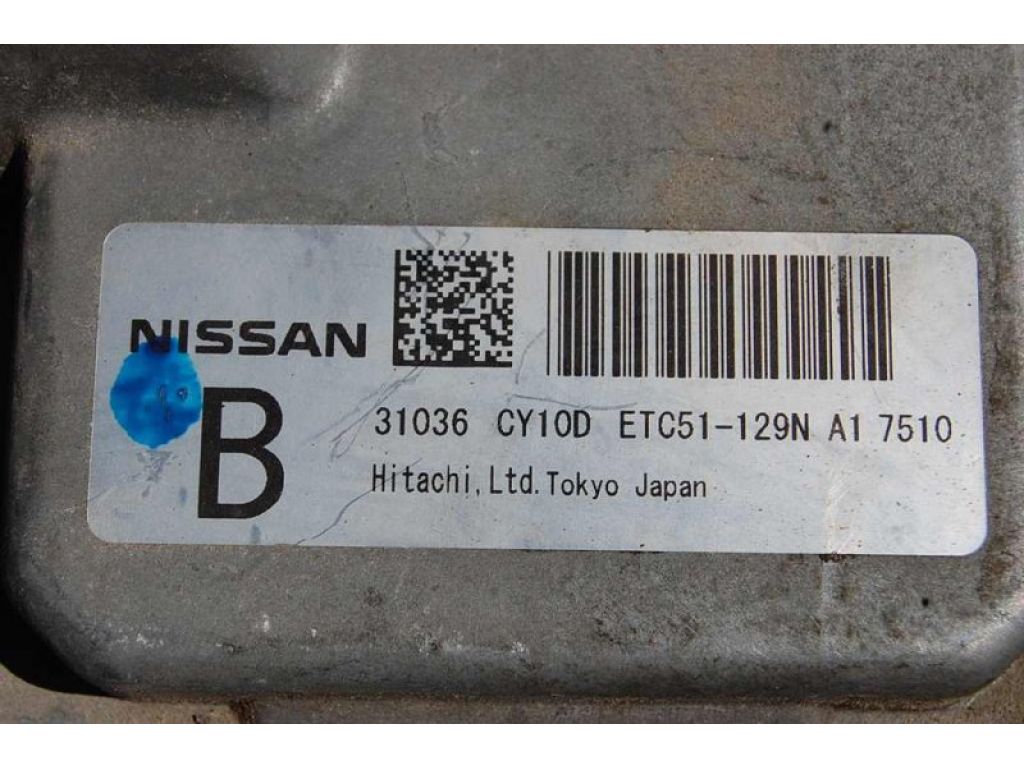 NISSAN
B
31036 CY10D ETC51-129N A1 7510
Hitachi, Ltd. Tokyo Japan